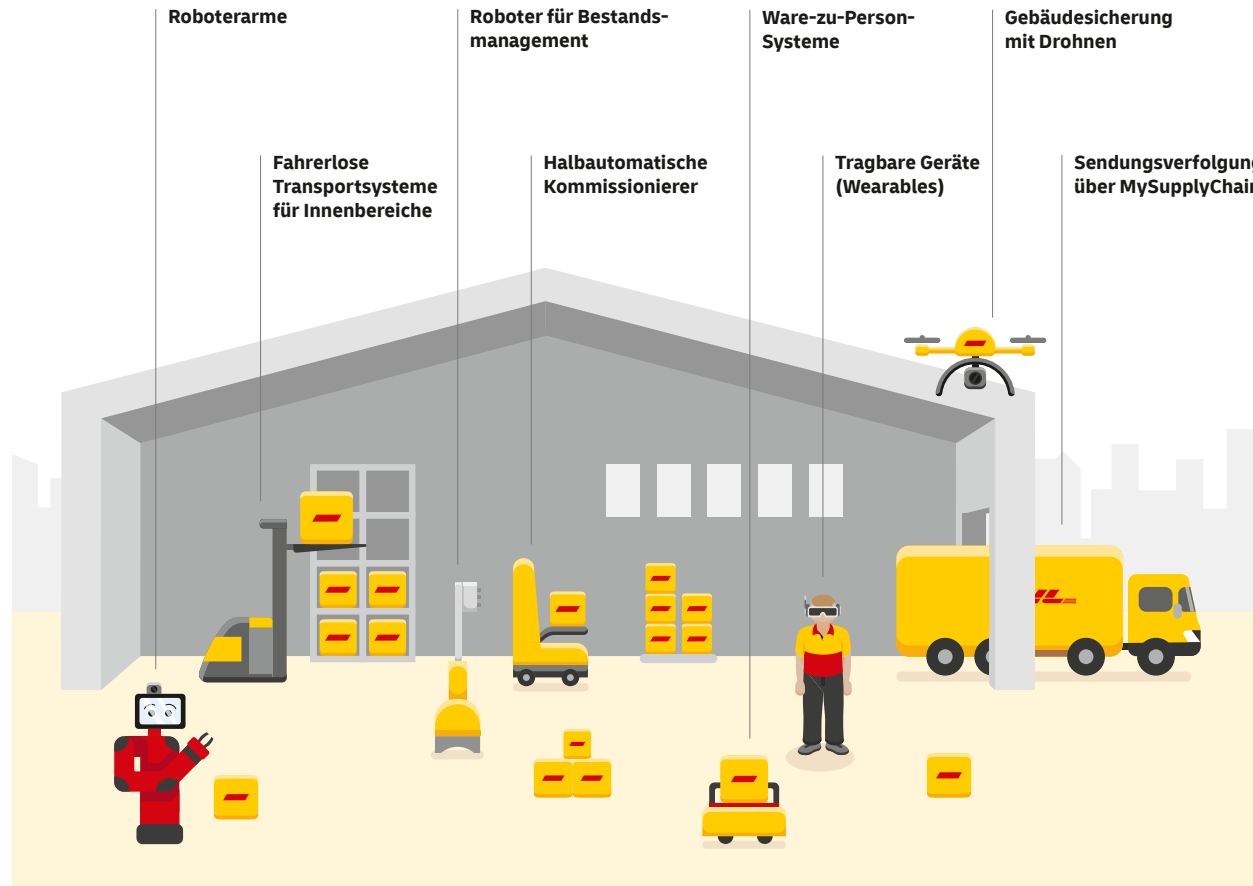 Roboterarme
Roboter für Bestands-
management
Ware-zu-Person-
Systeme
Gebäudesicherung
mit Drohnen
Fahrerlose
Transportsysteme
für Innenbereiche
Halbautomatische
Kommissionierer
Tragbare Geräte
(Wearables)
Sendungsverfolgung
über MySupplyChain